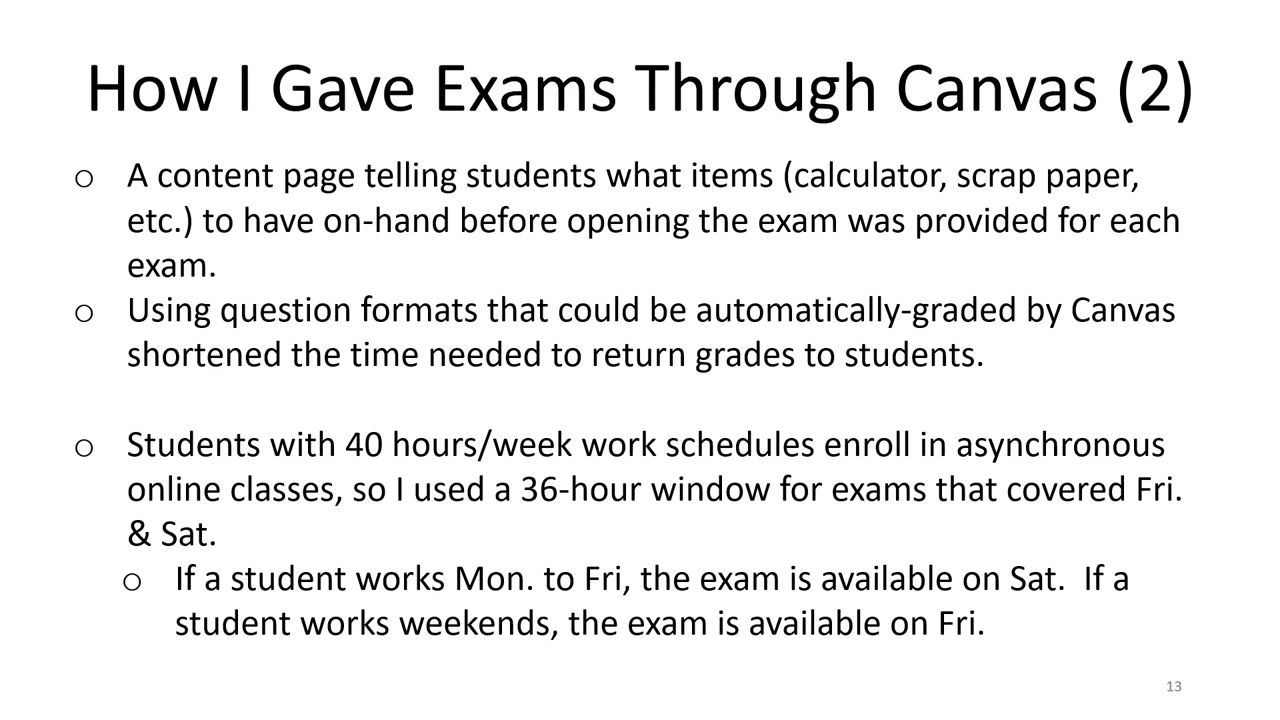 How I Gave Exams Through Canvas (2)
o A content page telling students what items (calculator, scrap paper,
etc.) to have on-hand before opening the exam was provided for each
exam.
o Using question formats that could be automatically-graded by Canvas
shortened the time needed to return grades to students.
o Students with 40 hours/week work schedules enroll in asynchronous
online classes, so I used a 36-hour window for exams that covered Fri.
& Sat.
o If a student works Mon. to Fri, the exam is available on Sat.  If a
student works weekends, the exam is available on Fri.
13